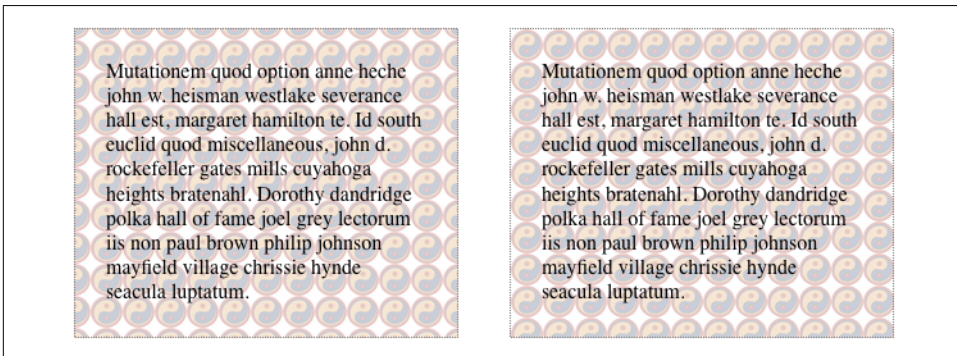 Mutationem quod option anne heche
john w. heisman westlake severance
hall est, margaret hamilton te. Id south
euclid quod miscellaneous, john d.
rockefeller gates mills cuyahoga
heights bratenahl. Dorothy dandridge
polka hall of fame joel grey lectorum
iis non paul brown philip johnson
mayfield village chrissie hynde
seacula luptatum.
Mutationem quod option anne heche
john w. heisman westlake severance
hall est, margaret hamilton te. Id south
euclid quod miscellaneous, john d.
rockefeller gates mills cuyahoga
heights bratenahl. Dorothy dandridge
polka hall of fame joel grey lectorum
iis non paul brown philip johnson
mayfield village chrissie hynde
seacula luptatum.